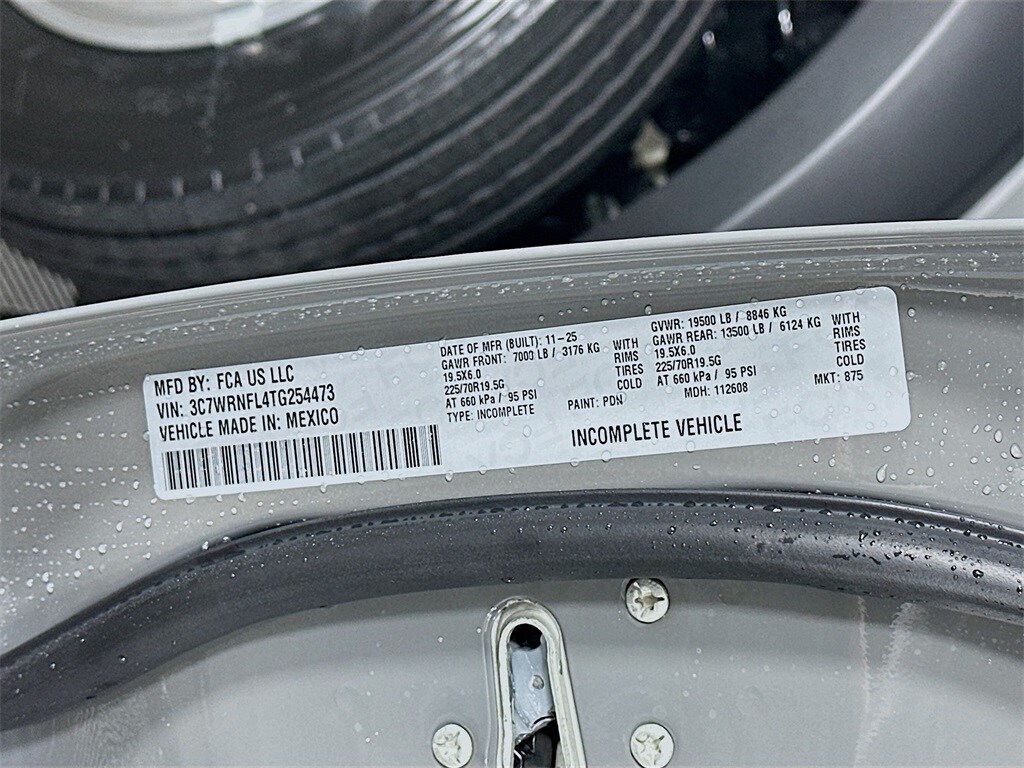 MFD BY: FCA US LLC
VIN: 3C7WRNFL4TG254473
VEHICLE MADE IN: MEXICO
DATE OF MFR (BUILT): 11-25
GAWR FRONT: 7000 LB / 3176 KG WITH
19.5X6.0 RIMS
225/70R19.5G TIRES
AT 660 kPa / 95 PSI COLD
TYPE: INCOMPLETE
GVWR: 19500 LB / 8846 KG
GAWR REAR: 13500 LB / 6124 KG WITH
19.5X6.0 RIMS
225/70R19.5G TIRES
AT 660 kPa / 95 PSI COLD
PAINT: PDN MDH: 112608 MKT: 875
INCOMPLETE VEHICLE